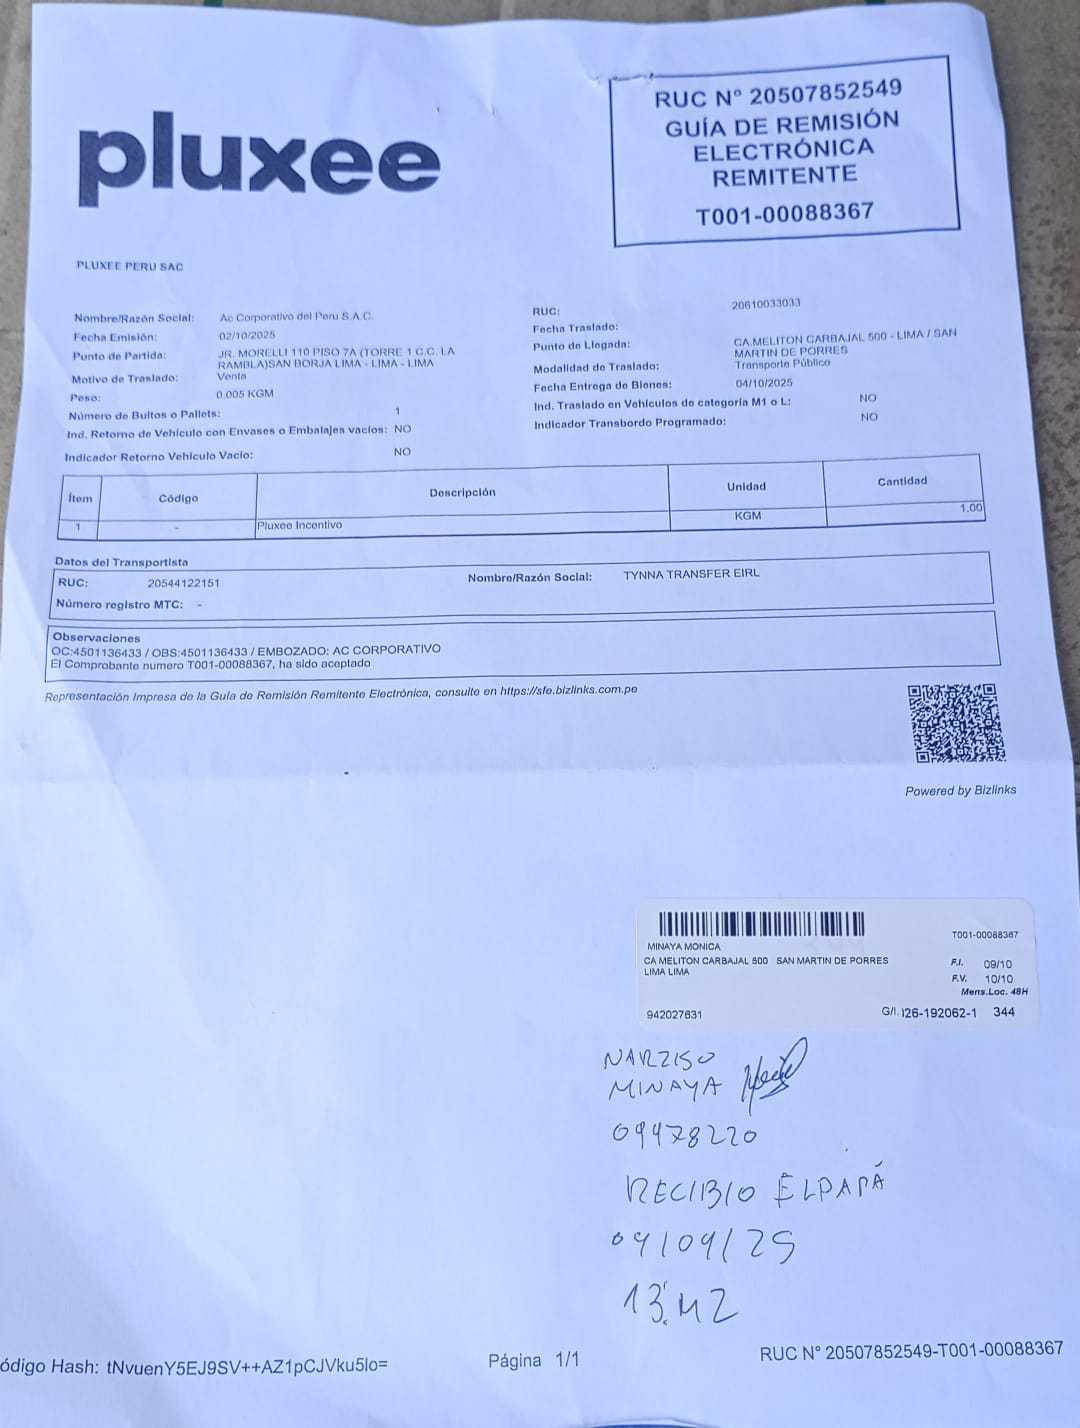 pluxee
RUC N° 20507852549
GUÍA DE REMISIÓN
ELECTRÓNICA
REMITENTE
T001-00088367
PLUXEE PERU SAC
Nombre/Razón Social: Ac Corporativo del Peru S.A.C.
Fecha Emisión: 02/10/2025
Punto de Partida: JR. MORELLI 110 PISO 7A (TORRE 1 C.C. LA
RAMBLA)SAN BORJA LIMA - LIMA - LIMA
Motivo de Traslado: Venta
Peso: 0.005 KGM
Número de Bultos o Pallets: 1
Ind. Retorno de Vehículo con Envases o Embalajes vacíos: NO
Indicador Retorno Vehículo Vacío: NO
RUC: 20610033033
Fecha Traslado:
Punto de Llegada: CA.MELITON CARBAJAL 500 - LIMA / SAN
MARTIN DE PORRES
Modalidad de Traslado: Transporte Público
Fecha Entrega de Bienes: 04/10/2025
Ind. Traslado en Vehículos de categoría M1 o L: NO
Indicador Transbordo Programado: NO
Ítem Código Descripción Unidad Cantidad
1 - Pluxee Incentivo KGM 1.00
Datos del Transportista
RUC: 20544122151 Nombre/Razón Social: TYNNA TRANSFER EIRL
Número registro MTC: -
Observaciones
OC:4501136433 / OBS:4501136433 / EMBOZADO: AC CORPORATIVO
El Comprobante numero T001-00088367, ha sido aceptado
Representación Impresa de la Guía de Remisión Remitente Electrónica, consulte en https://sfe.bizlinks.com.pe
Powered by Bizlinks
T001-00088367
MINAYA MONICA
CA MELITON CARBAJAL 500 SAN MARTIN DE PORRES
LIMA LIMA
F.I. 09/10
F.V. 10/10
Mens.Loc. 48H
942027631 G/I. I26-192062-1 344
NARZISO
MINAYA
09478220
RECIBIO ELPAPÁ
09/09/25
ódigo Hash: tNvuenY5EJ9SV++AZ1pCJVku5lo=
Página 1/1
RUC N° 20507852549-T001-00088367